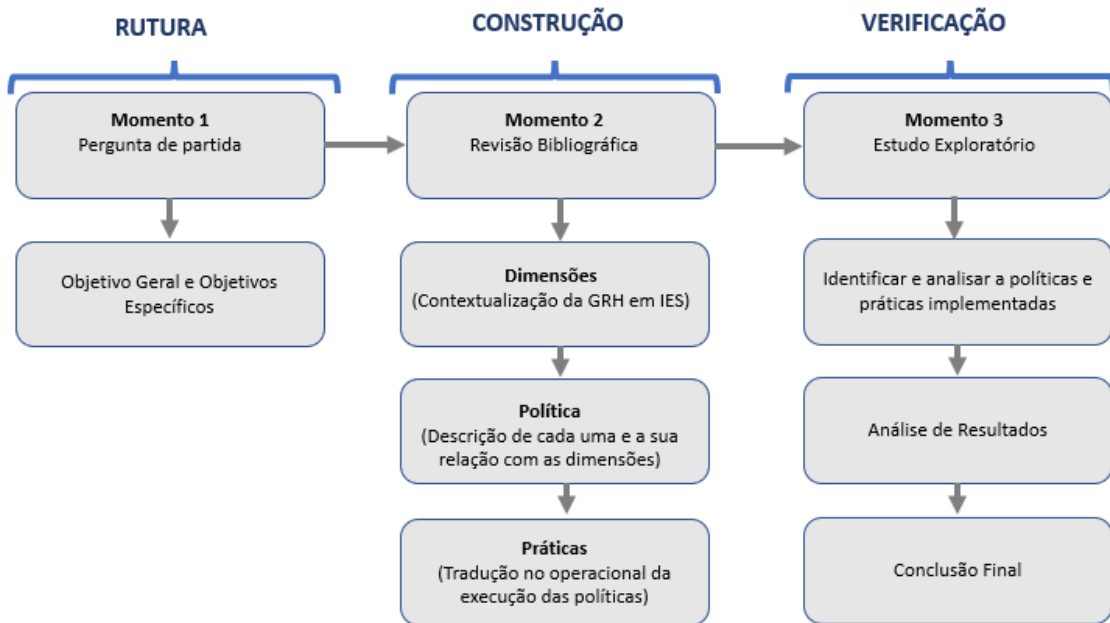 RUTURA
CONSTRUÇÃO
VERIFICAÇÃO
Momento 1
Pergunta de partida
Momento 2
Revisão Bibliográfica
Momento 3
Estudo Exploratório
Objetivo Geral e Objetivos
Específicos
Dimensões
(Contextualização da GRH em IES)
Identificar e analisar a políticas e
práticas implementadas
Política
(Descrição de cada uma e a sua
relação com as dimensões)
Análise de Resultados
Práticas
(Tradução no operacional da
execução das políticas)
Conclusão Final